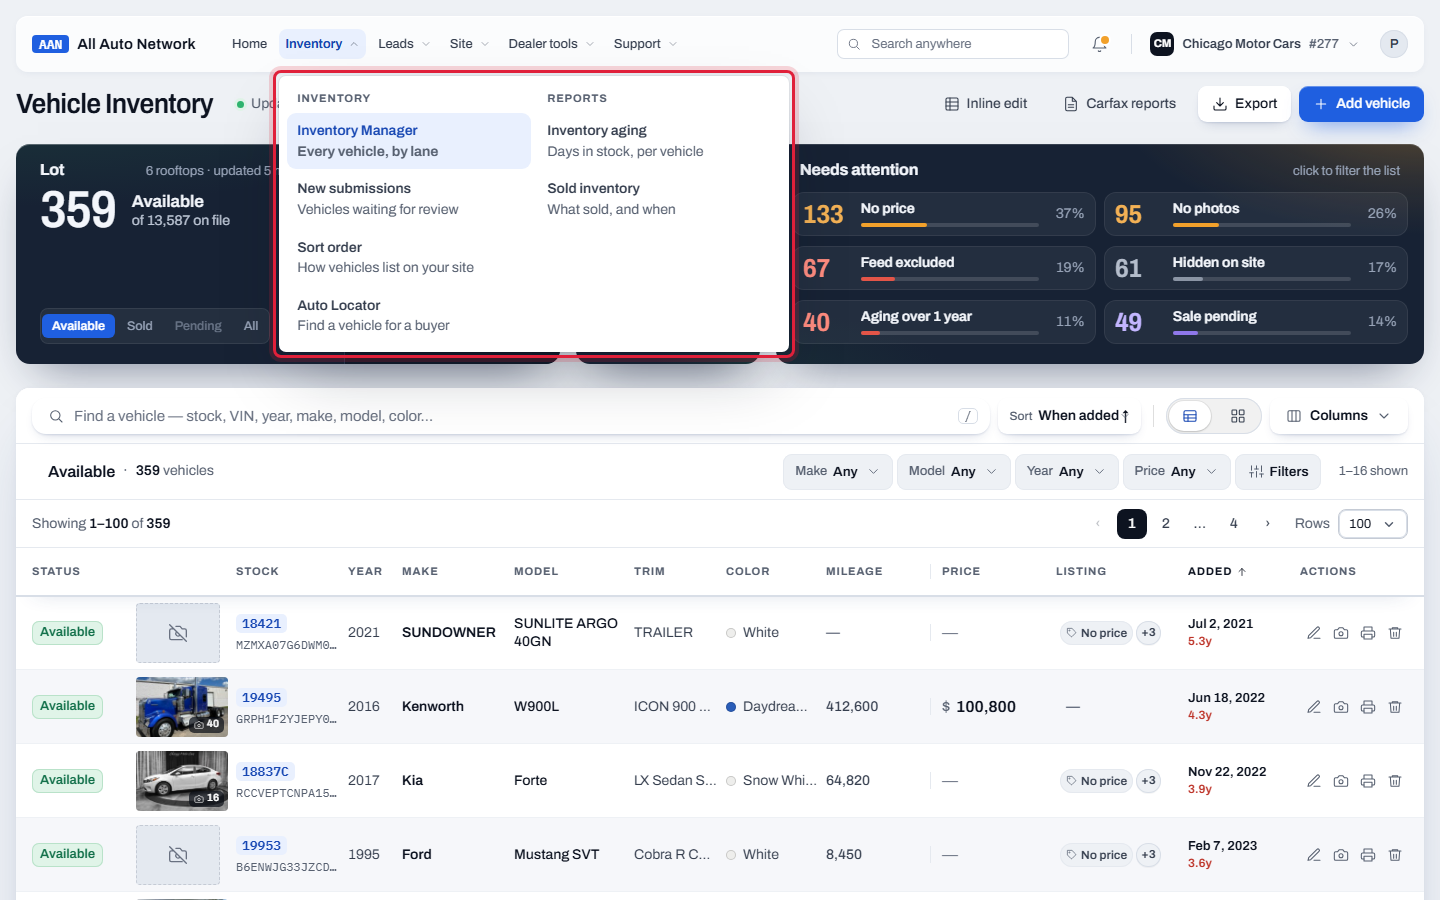 AAN All Auto Network Home Inventory Leads Site Dealer tools Support Search anywhere CM Chicago Motor Cars #277 P
Vehicle Inventory Inline edit Carfax reports Export Add vehicle
INVENTORY
Inventory Manager
Every vehicle, by lane
New submissions
Vehicles waiting for review
Sort order
How vehicles list on your site
Auto Locator
Find a vehicle for a buyer
REPORTS
Inventory aging
Days in stock, per vehicle
Sold inventory
What sold, and when
Lot 6 rooftops · updated 5
359 Available
of 13,587 on file
Available Sold Pending All
Needs attention click to filter the list
133 No price 37% 95 No photos 26%
67 Feed excluded 19% 61 Hidden on site 17%
40 Aging over 1 year 11% 49 Sale pending 14%
Find a vehicle — stock, VIN, year, make, model, color... / Sort When added ↑ Columns
Available · 359 vehicles Make Any Model Any Year Any Price Any Filters 1–16 shown
Showing 1–100 of 359 ‹ 1 2 ... 4 › Rows 100
STATUS STOCK YEAR MAKE MODEL TRIM COLOR MILEAGE PRICE LISTING ADDED ↑ ACTIONS
Available 18421 2021 SUNDOWNER SUNLITE ARGO TRAILER White — — No price +3 Jul 2, 2021
MZMXA07G6DWM0… 40GN 5.3y
Available 40 19495 2016 Kenworth W900L ICON 900 ... Daydrea... 412,600 $ 100,800 — Jun 18, 2022
GRPH1F2YJEPY0… 4.3y
Available 16 18837C 2017 Kia Forte LX Sedan S... Snow Whi... 64,820 — No price +3 Nov 22, 2022
RCCVEPTCNPA15… 3.9y
Available 19953 1995 Ford Mustang SVT Cobra R C... White 8,450 — No price +3 Feb 7, 2023
B6ENWJG33JZCD… 3.6y